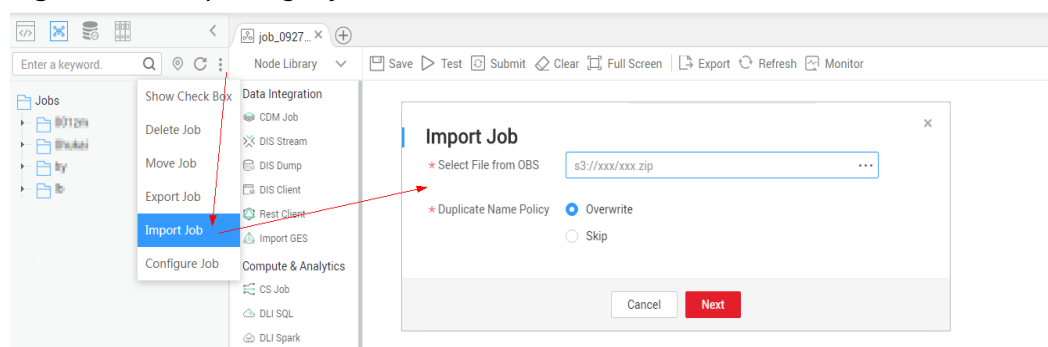 job_0927...
Enter a keyword.
Node Library
Save
Test
Submit
Clear
Full Screen
Export
Refresh
Monitor
Jobs
Show Check Box
Delete Job
Move Job
Export Job
Import Job
Configure Job
Data Integration
CDM Job
DIS Stream
DIS Dump
DIS Client
Rest Client
Import GES
Compute & Analytics
CS Job
DLI SQL
DLI Spark
Import Job
* Select File from OBS
s3://xxx/xxx.zip
...
* Duplicate Name Policy
Overwrite
Skip
Cancel
Next